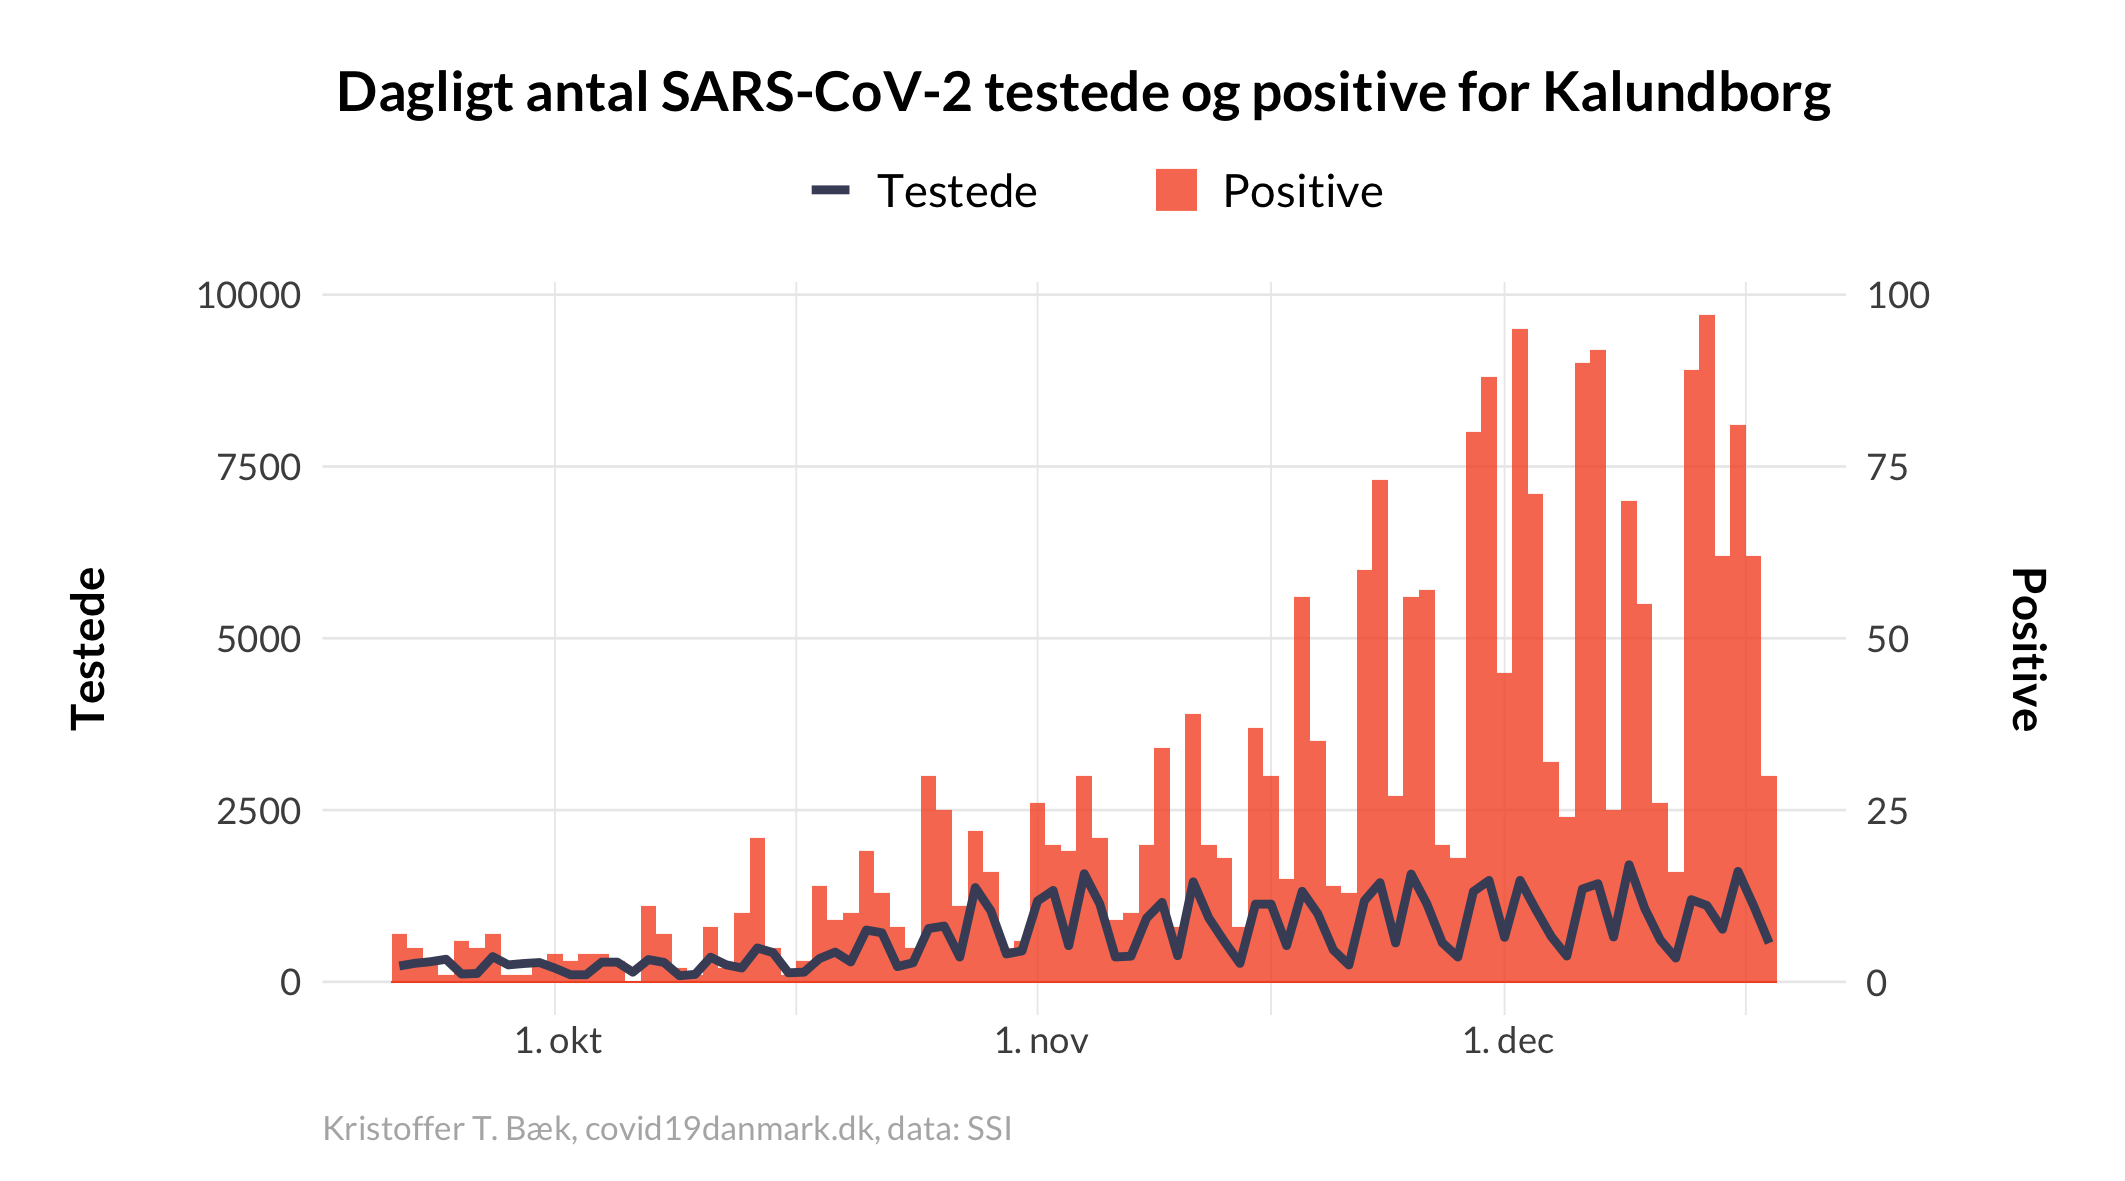 Dagligt antal SARS-CoV-2 testede og positive for Kalundborg
Testede
Positive
10000
7500
5000
2500
0
100
75
50
25
0
Testede
Positive
1. okt
1. nov
1. dec
Kristoffer T. Bæk, covid19danmark.dk, data: SSI